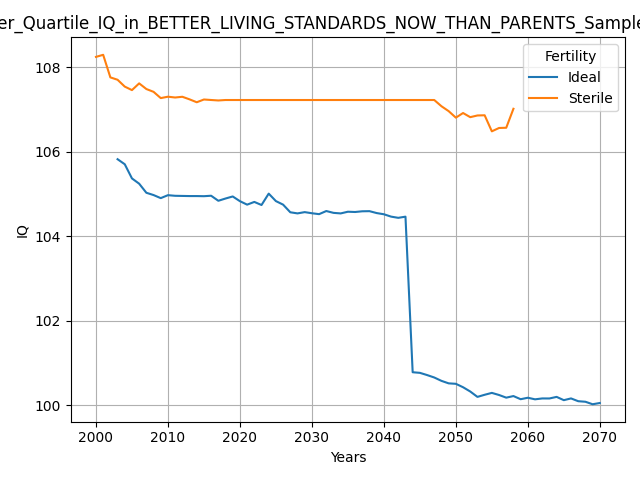 er_Quartile_IQ_in_BETTER_LIVING_STANDARDS_NOW_THAN_PARENTS_Sample
Fertility
Ideal
Sterile
108
106
104
102
100
IQ
2000 2010 2020 2030 2040 2050 2060 2070
Years